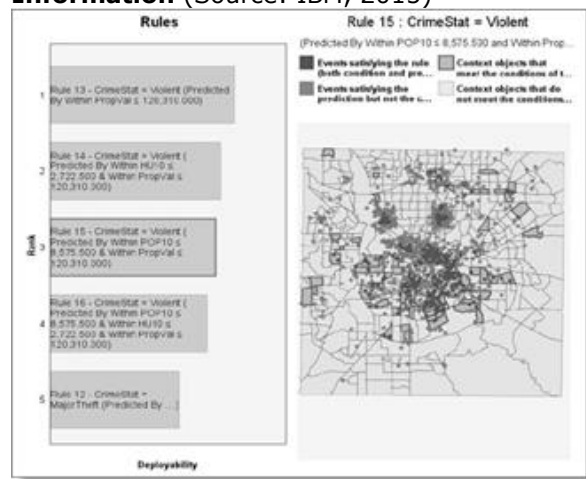 Information (Source: IBM, 2015)
Rules
Rank
1
Rule 13 - CrimeStat = Violent (Predicted
By Within PropVal ≤ 120,310.000)
2
Rule 14 - CrimeStat = Violent (
Predicted By Within HU10 ≤
2,722.500 & Within PropVal ≤
120,310.000)
3
Rule 15 - CrimeStat = Violent (
Predicted By Within POP10 ≤
8,575.500 & Within PropVal ≤
120,310.000)
4
Rule 16 - CrimeStat = Violent (
Predicted By Within POP10 ≤
8,575.500 & Within HU10 ≤
2,722.500 & Within PropVal ≤
120,310.000)
5
Rule 12 - CrimeStat =
MajorTheft (Predicted By ...)
Deployability
Rule 15 : CrimeStat = Violent
(Predicted By Within POP10 ≤ 8,575.500 and Within Prop...
Events satisfying the rule
(both condition and pre...
Context objects that
meet the conditions of t...
Events satisfying the
prediction but not the c...
Context objects that do
not meet the conditions...